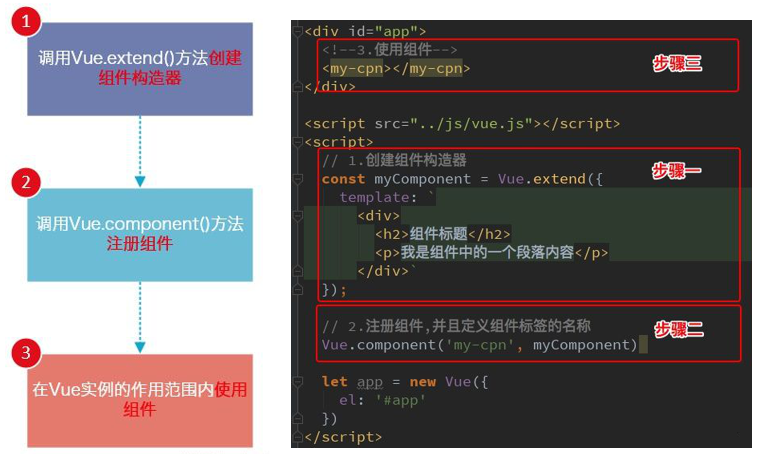 1
调用Vue.extend()方法创建
组件构造器
2
调用Vue.component()方法
注册组件
3
在Vue实例的作用范围内使用
组件
<div id="app">
<!--3.使用组件-->
<my-cpn></my-cpn>
步骤三
</div>
<script src="../js/vue.js"></script>
<script>
// 1.创建组件构造器
步骤一
const myComponent = Vue.extend({
template: `
<div>
<h2>组件标题</h2>
<p>我是组件中的一个段落内容</p>
</div>`
});
// 2.注册组件,并且定义组件标签的名称
步骤二
Vue.component('my-cpn', myComponent)
let app = new Vue({
el: '#app'
})
</script>